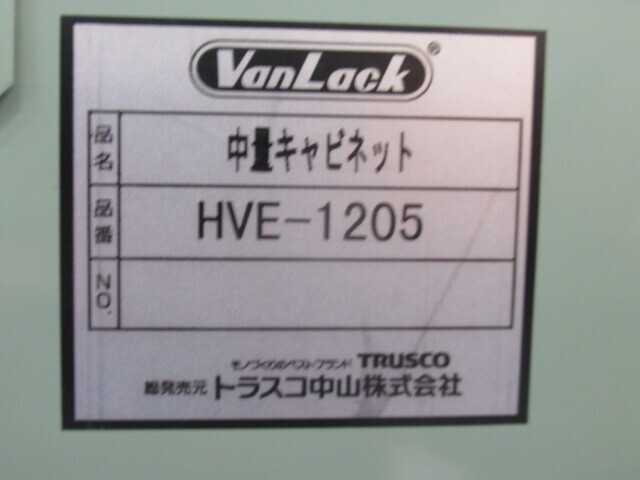 VanLack®
品名 中量キャビネット
品番 HVE-1205
NO.
モノづくりのベストブランド TRUSCO
総発売元 トラスコ中山株式会社